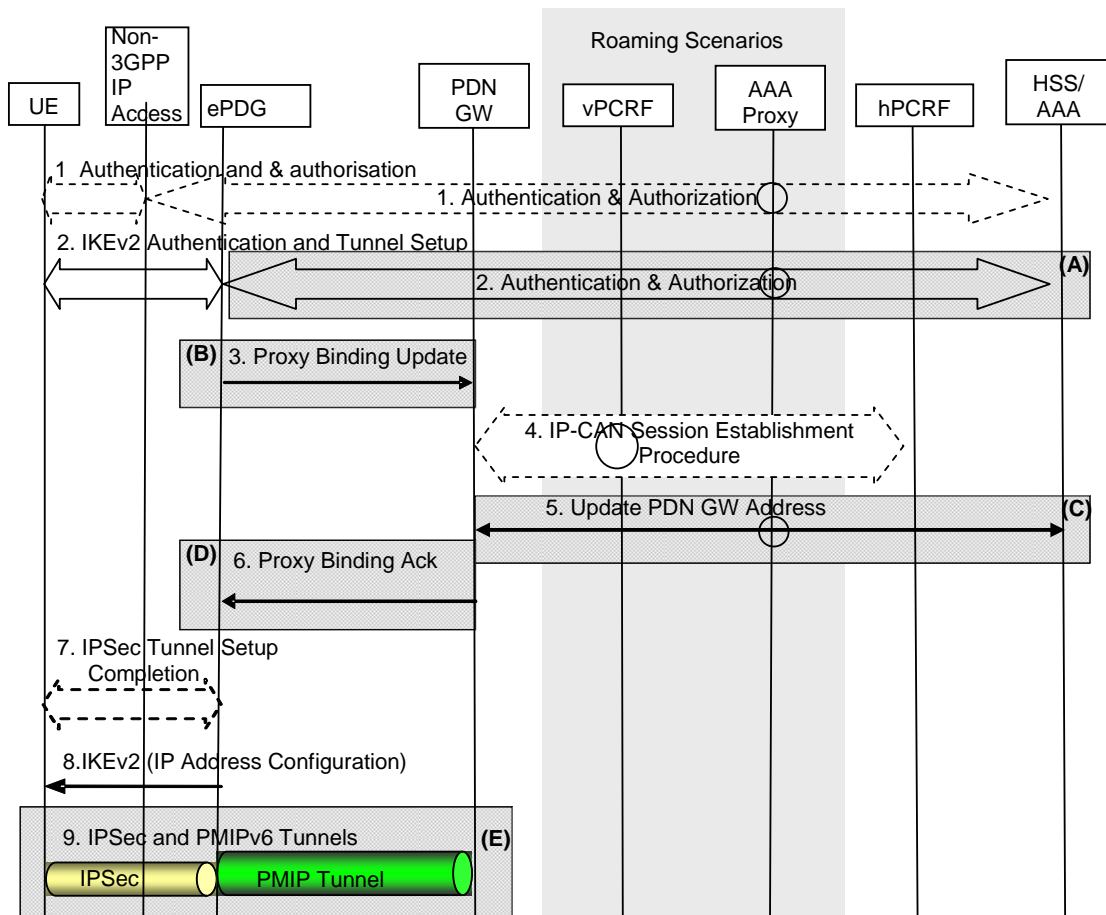 Roaming Scenarios
Non-
3GPP
IP
Access
UE
ePDG
PDN
GW
vPCRF
AAA
Proxy
hPCRF
HSS/
AAA
1 Authentication and & authorisation
1. Authentication & Authorization
2. IKEv2 Authentication and Tunnel Setup
(A)
2. Authentication & Authorization
(B)
3. Proxy Binding Update
4. IP-CAN Session Establishment
Procedure
5. Update PDN GW Address
(C)
(D)
6. Proxy Binding Ack
7. IPSec Tunnel Setup
Completion
8.IKEv2 (IP Address Configuration)
9. IPSec and PMIPv6 Tunnels
(E)
IPSec
PMIP Tunnel